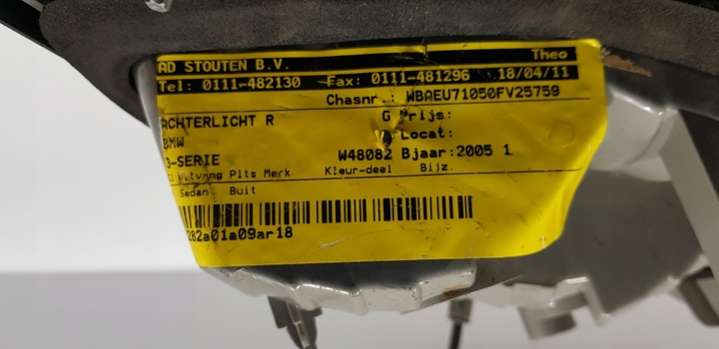 AD STOUTEN B.V. Theo
Tel: 0111-482130 Fax: 0111-481296 18/04/11
Chasnr.: WBAEU71050FV25759
ACHTERLICHT R G Prijs:
BMW Locat:
3-SERIE W48082 Bjaar:2005 1
Uitvrng Plts Merk Kleur-deel Bijz.
Sedan Buit
282a01a09ar18